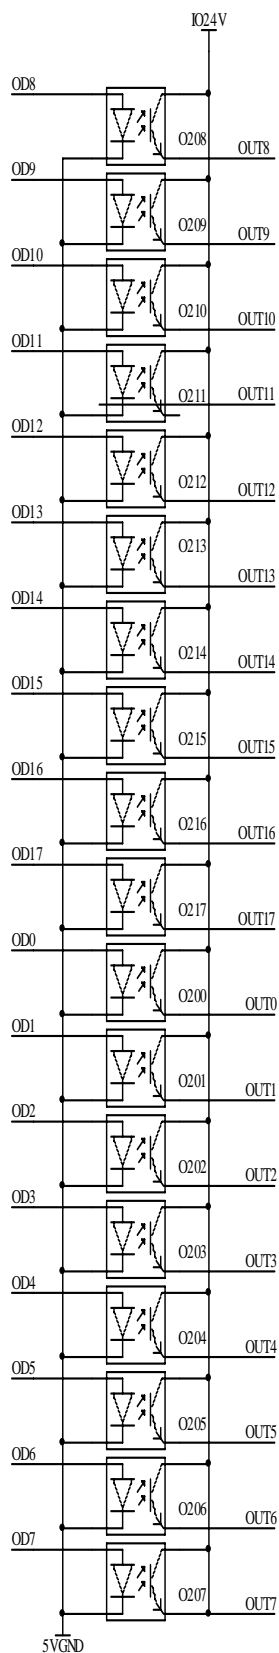 IO24V
OD8
O208
OUT8
OD9
O209
OUT9
OD10
O210
OUT10
OD11
O211
OUT11
OD12
O212
OUT12
OD13
O213
OUT13
OD14
O214
OUT14
OD15
O215
OUT15
OD16
O216
OUT16
OD17
O217
OUT17
OD0
O200
OUT0
OD1
O201
OUT1
OD2
O202
OUT2
OD3
O203
OUT3
OD4
O204
OUT4
OD5
O205
OUT5
OD6
O206
OUT6
OD7
O207
OUT7
5VGND